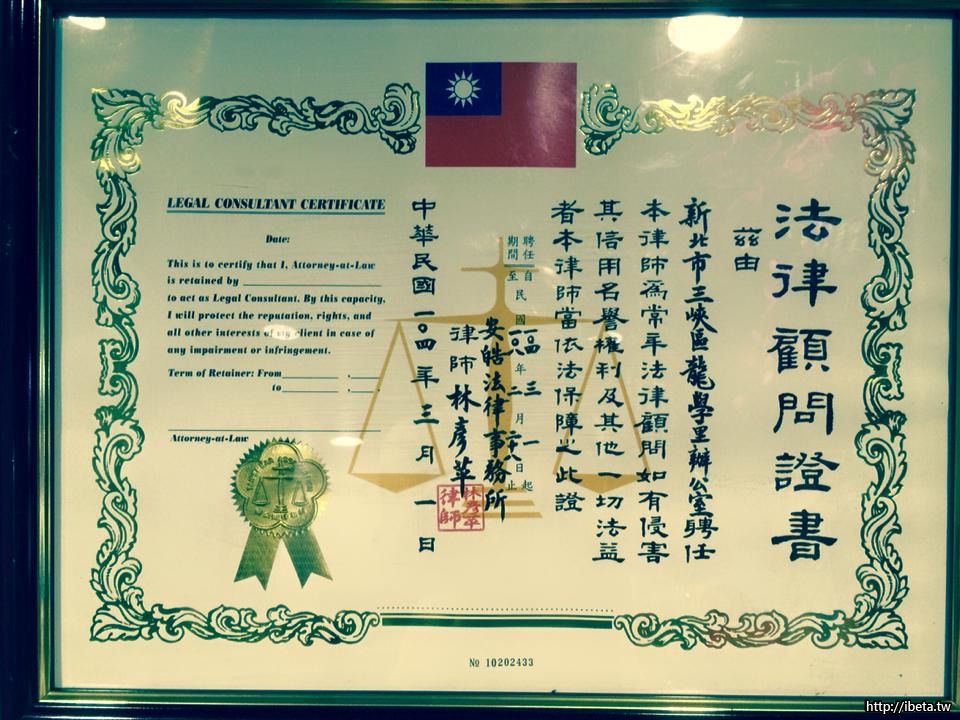 法律顧問證書
茲由
新北市三峽區龍學里辦公室聘任
本律師為常年法律顧問如有侵害
其信用名譽權利及其他一切法益
者本律師當依法保障之此證
聘任期間
自民國一〇四年三月一日起
至 年二月二十八日止
安皓法律事務所
律師林彥苹
林彥苹律師
中華民國一〇四年三月一日
LEGAL CONSULTANT CERTIFICATE
Date:
This is to certify that I, Attorney-at-Law
is retained by
to act as Legal Consultant. By this capacity,
I will protect the reputation, rights, and
all other interests of my client in case of
any impairment or infringement.
Term of Retainer: From , .
to , .
Attorney-at-Law
№ 10202433
http://ibeta.tw